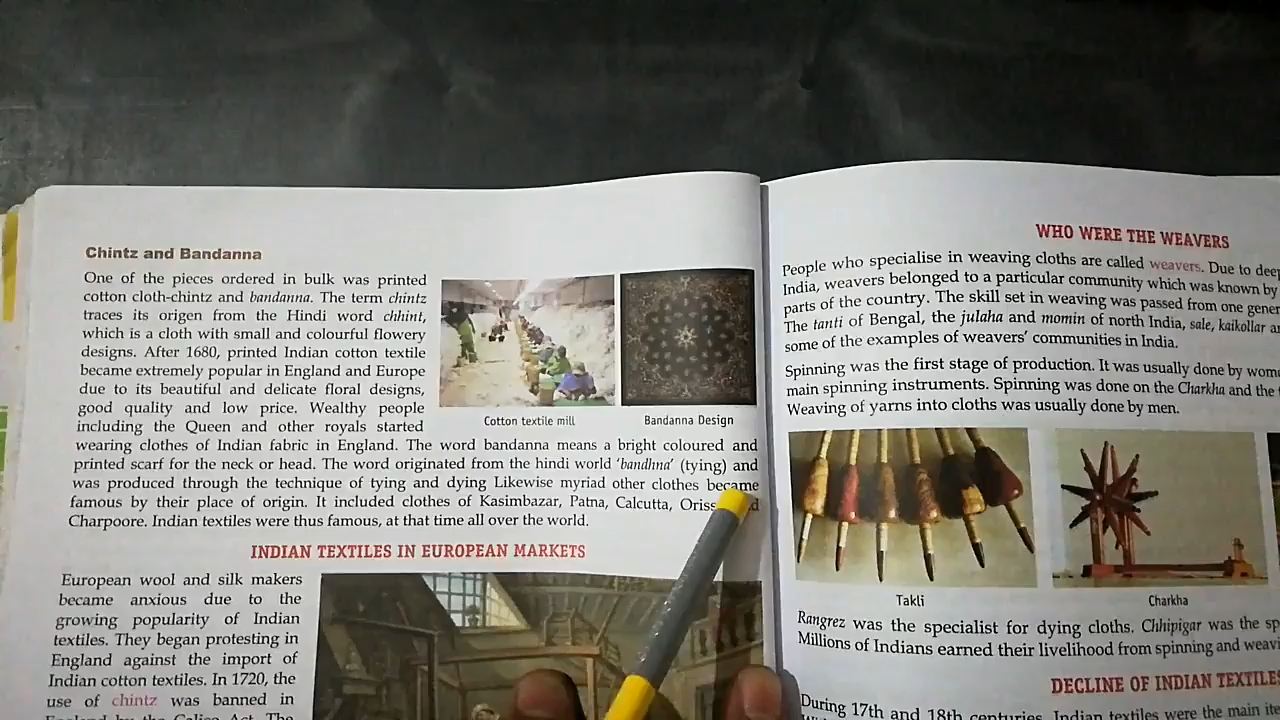 Chintz and Bandanna
One of the pieces ordered in bulk was printed
cotton cloth-chintz and bandanna. The term chintz
traces its origen from the Hindi word chhint,
which is a cloth with small and colourful flowery
designs. After 1680, printed Indian cotton textile
became extremely popular in England and Europe
due to its beautiful and delicate floral designs,
good quality and low price. Wealthy people
including the Queen and other royals started
wearing clothes of Indian fabric in England. The word bandanna means a bright coloured and
printed scarf for the neck or head. The word originated from the hindi world 'bandhna' (tying) and
was produced through the technique of tying and dying Likewise myriad other clothes became
famous by their place of origin. It included clothes of Kasimbazar, Patna, Calcutta,
Charpoore. Indian textiles were thus famous, at that time all over the world.
Cotton textile mill
Bandanna Design
INDIAN TEXTILES IN EUROPEAN MARKETS
European wool and silk makers
became anxious due to the
growing popularity of Indian
textiles. They began protesting in
England against the import of
Indian cotton textiles. In 1720, the
use of chintz was banned in
England by the Calico Act. The
WHO WERE THE WEAVERS
People who specialise in weaving cloths are called weavers. Due to
India, weavers belonged to a particular community which was known by
parts of the country. The skill set in weaving was passed from one
The tanti of Bengal, the julaha and momin of north India, sale, kaikollar
some of the examples of weavers' communities in India.
Spinning was the first stage of production. It was usually done by
main spinning instruments. Spinning was done on the Charkha and the
Weaving of yarns into cloths was usually done by men.
Takli
Charkha
Rangrez was the specialist for dying cloths. Chhipigar was the
Millions of Indians earned their livelihood from spinning and
DECLINE OF INDIAN TEXTILES
During 17th and 18th centuries, Indian textiles were the main